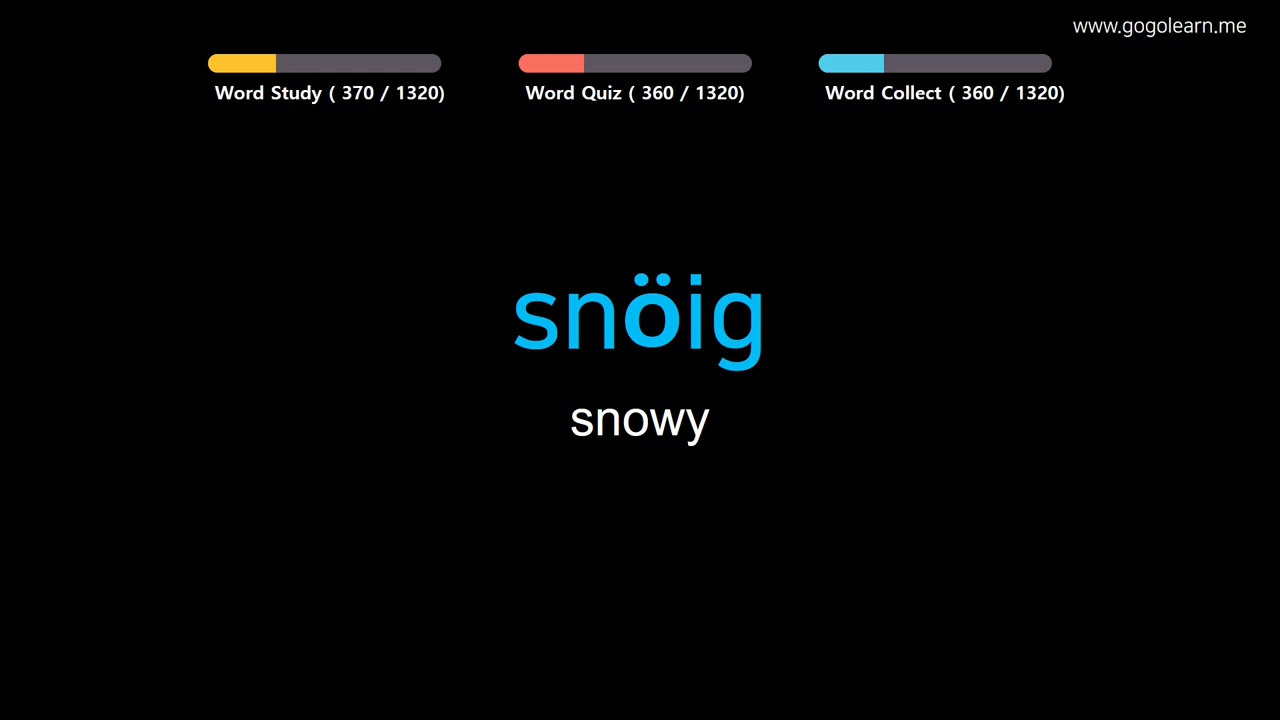 www.gogolearn.me
Word Study ( 370 / 1320)
Word Quiz ( 360 / 1320)
Word Collect ( 360 / 1320)
snöig
snowy